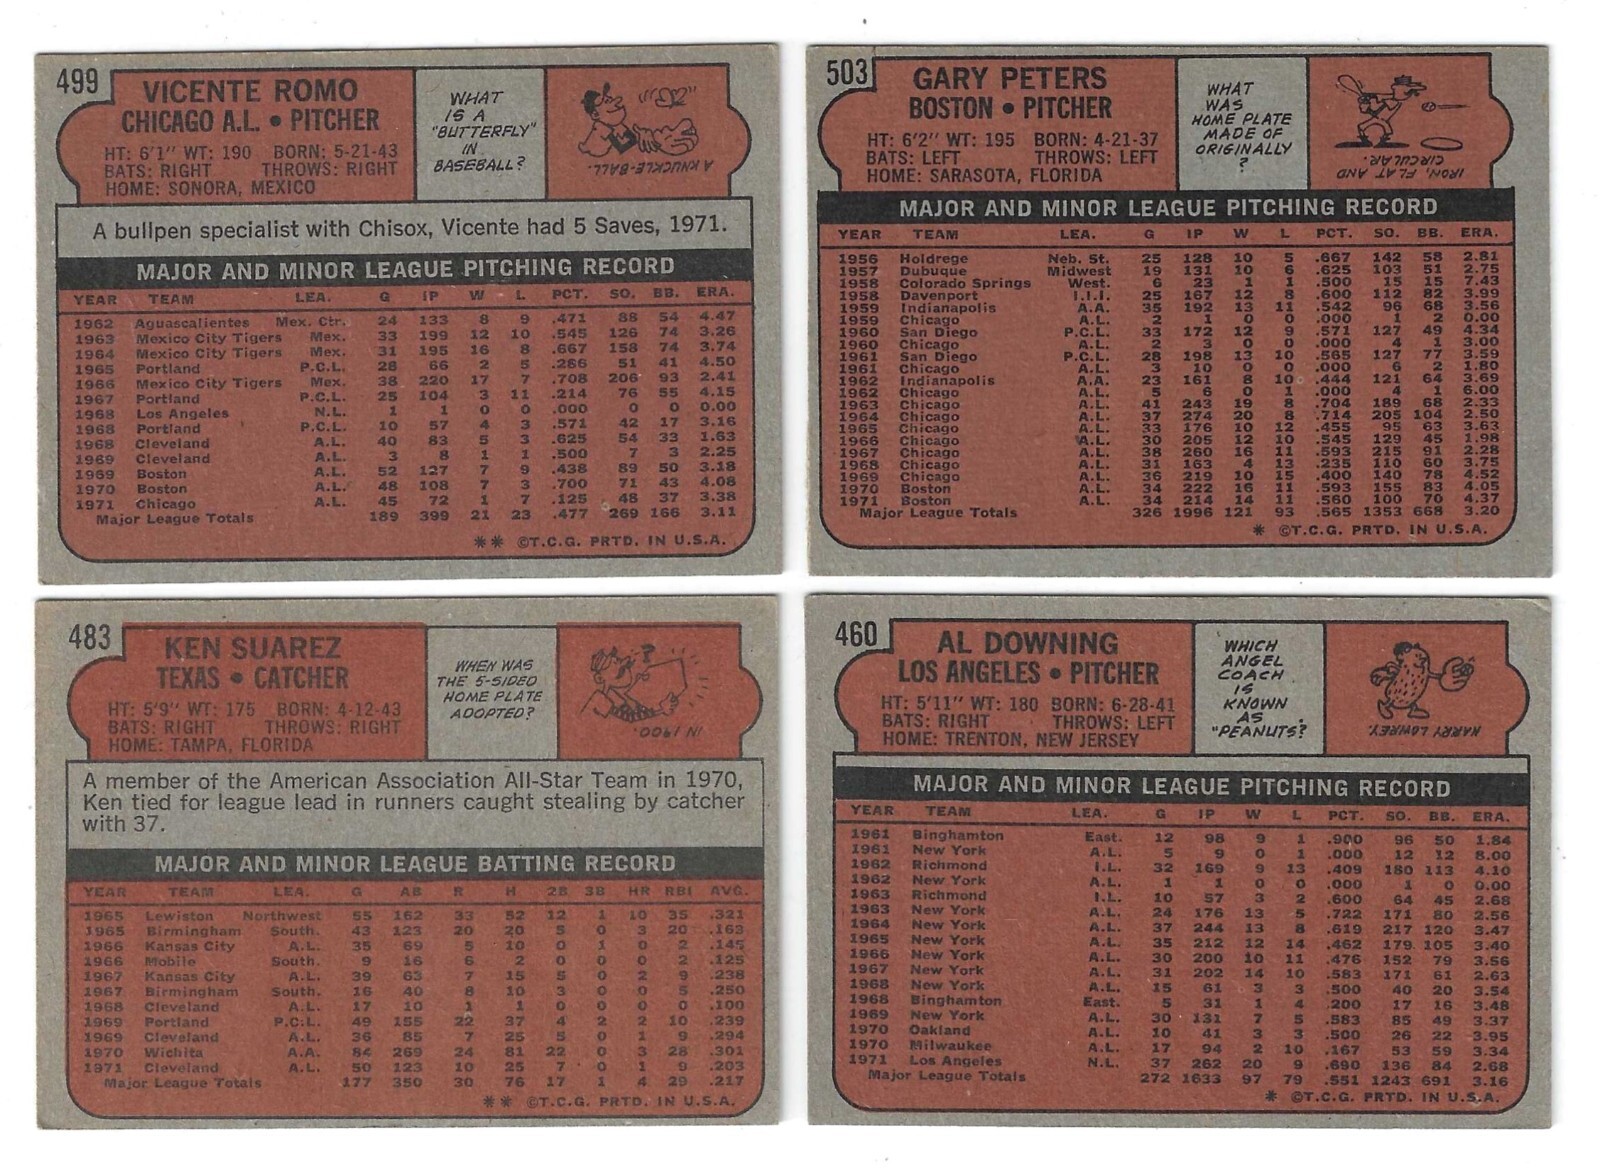 499
VICENTE ROMO
CHICAGO A.L. • PITCHER
HT: 6'1" WT: 190 BORN: 5-21-43
BATS: RIGHT THROWS: RIGHT
HOME: SONORA, MEXICO
WHAT
IS A
"BUTTERFLY"
IN
BASEBALL?
A KNUCKLE-BALL.
A bullpen specialist with Chisox, Vicente had 5 Saves, 1971.
MAJOR AND MINOR LEAGUE PITCHING RECORD
YEAR TEAM LEA. G IP W L PCT. SO. BB. ERA.
1962 Aguascalientes Mex. Ctr. 24 133 8 9 .471 88 54 4.47
1963 Mexico City Tigers Mex. 33 199 12 10 .545 126 74 3.26
1964 Mexico City Tigers Mex. 31 195 16 8 .667 158 74 3.74
1965 Portland P.C.L. 28 66 2 5 .286 51 41 4.50
1966 Mexico City Tigers Mex. 38 220 17 7 .708 206 93 2.41
1967 Portland P.C.L. 25 104 3 11 .214 76 55 4.15
1968 Los Angeles N.L. 1 1 0 0 .000 0 0 0.00
1968 Portland P.C.L. 10 57 4 3 .571 42 17 3.16
1968 Cleveland A.L. 40 83 5 3 .625 54 33 1.63
1969 Cleveland A.L. 3 8 1 1 .500 7 3 2.25
1969 Boston A.L. 52 127 7 9 .438 89 50 3.18
1970 Boston A.L. 48 108 7 3 .700 71 43 4.08
1971 Chicago A.L. 45 72 1 7 .125 48 37 3.38
Major League Totals 189 399 21 23 .477 269 166 3.11
** ©T.C.G. PRTD. IN U.S.A.
503
GARY PETERS
BOSTON • PITCHER
HT: 6'2" WT: 195 BORN: 4-21-37
BATS: LEFT THROWS: LEFT
HOME: SARASOTA, FLORIDA
WHAT
WAS
HOME PLATE
MADE OF
ORIGINALLY
?
IRON, FLAT AND
CIRCULAR.
MAJOR AND MINOR LEAGUE PITCHING RECORD
YEAR TEAM LEA. G IP W L PCT. SO. BB. ERA.
1956 Holdrege Neb. St. 25 128 10 5 .667 142 58 2.81
1957 Dubuque Midwest 19 131 10 6 .625 103 51 2.75
1958 Colorado Springs West. 6 23 1 1 .500 15 15 7.43
1958 Davenport I.I.I. 25 167 12 8 .600 112 82 3.99
1959 Indianapolis A.A. 35 192 13 11 .542 96 68 3.56
1959 Chicago A.L. 2 1 0 0 .000 1 2 0.00
1960 San Diego P.C.L. 33 172 12 9 .571 127 49 4.34
1960 Chicago A.L. 2 3 0 0 .000 4 1 3.00
1961 San Diego P.C.L. 28 198 13 10 .565 127 77 3.59
1961 Chicago A.L. 3 10 0 0 .000 6 2 1.80
1962 Indianapolis A.A. 23 161 8 10 .444 121 64 3.69
1962 Chicago A.L. 5 6 0 1 .000 4 1 6.00
1963 Chicago A.L. 41 243 19 8 .704 189 68 2.33
1964 Chicago A.L. 37 274 20 8 .714 205 104 2.50
1965 Chicago A.L. 33 176 10 12 .455 95 63 3.63
1966 Chicago A.L. 30 205 12 10 .545 129 45 1.98
1967 Chicago A.L. 38 260 16 11 .593 215 91 2.28
1968 Chicago A.L. 31 163 4 13 .235 110 60 3.75
1969 Chicago A.L. 36 219 10 15 .400 140 78 4.52
1970 Boston A.L. 34 222 16 11 .593 155 83 4.05
1971 Boston A.L. 34 214 14 11 .560 100 70 4.37
Major League Totals 326 1996 121 93 .565 1353 668 3.20
* ©T.C.G. PRTD. IN U.S.A.
483
KEN SUAREZ
TEXAS • CATCHER
HT: 5'9" WT: 175 BORN: 4-12-43
BATS: RIGHT THROWS: RIGHT
HOME: TAMPA, FLORIDA
WHEN WAS
THE 5-SIDED
HOME PLATE
ADOPTED?
IN 1900.
A member of the American Association All-Star Team in 1970,
Ken tied for league lead in runners caught stealing by catcher
with 37.
MAJOR AND MINOR LEAGUE BATTING RECORD
YEAR TEAM LEA. G AB R H 2B 3B HR RBI AVG.
1965 Lewiston Northwest 55 162 33 52 12 1 10 35 .321
1965 Birmingham South. 43 123 20 20 5 0 3 20 .163
1966 Kansas City A.L. 35 69 5 10 0 1 0 2 .145
1966 Mobile South. 9 16 6 2 0 0 0 2 .125
1967 Kansas City A.L. 39 63 7 15 5 0 2 9 .238
1967 Birmingham South. 16 40 8 10 3 0 0 5 .250
1968 Cleveland A.L. 17 10 1 1 0 0 0 0 .100
1969 Portland P.C.L. 49 155 22 37 4 2 2 10 .239
1969 Cleveland A.L. 36 85 7 25 5 0 1 9 .294
1970 Wichita A.A. 84 269 24 81 22 0 3 28 .301
1971 Cleveland A.L. 50 123 10 25 7 0 1 9 .203
Major League Totals 177 350 30 76 17 1 4 29 .217
** ©T.C.G. PRTD. IN U.S.A.
460
AL DOWNING
LOS ANGELES • PITCHER
HT: 5'11" WT: 180 BORN: 6-28-41
BATS: RIGHT THROWS: LEFT
HOME: TRENTON, NEW JERSEY
WHICH
ANGEL
COACH
IS
KNOWN
AS
"PEANUTS?
HARRY LOWREY.
MAJOR AND MINOR LEAGUE PITCHING RECORD
YEAR TEAM LEA. G IP W L PCT. SO. BB. ERA.
1961 Binghamton East. 12 98 9 1 .900 96 50 1.84
1961 New York A.L. 5 9 0 1 .000 12 12 8.00
1962 Richmond I.L. 32 169 9 13 .409 180 113 4.10
1962 New York A.L. 1 1 0 0 .000 1 0 0.00
1963 Richmond I.L. 10 57 3 2 .600 64 45 2.68
1963 New York A.L. 24 176 13 5 .722 171 80 2.56
1964 New York A.L. 37 244 13 8 .619 217 120 3.47
1965 New York A.L. 35 212 12 14 .462 179 105 3.40
1966 New York A.L. 30 200 10 11 .476 152 79 3.56
1967 New York A.L. 31 202 14 10 .583 171 61 2.63
1968 New York A.L. 15 61 3 3 .500 40 20 3.54
1968 Binghamton East. 5 31 1 4 .200 17 16 3.48
1969 New York A.L. 30 131 7 5 .583 85 49 3.37
1970 Oakland A.L. 10 41 3 3 .500 26 22 3.95
1970 Milwaukee A.L. 17 94 2 10 .167 53 59 3.34
1971 Los Angeles N.L. 37 262 20 9 .690 136 84 2.68
Major League Totals 272 1633 97 79 .551 1243 691 3.16
* ©T.C.G. PRTD. IN U.S.A.